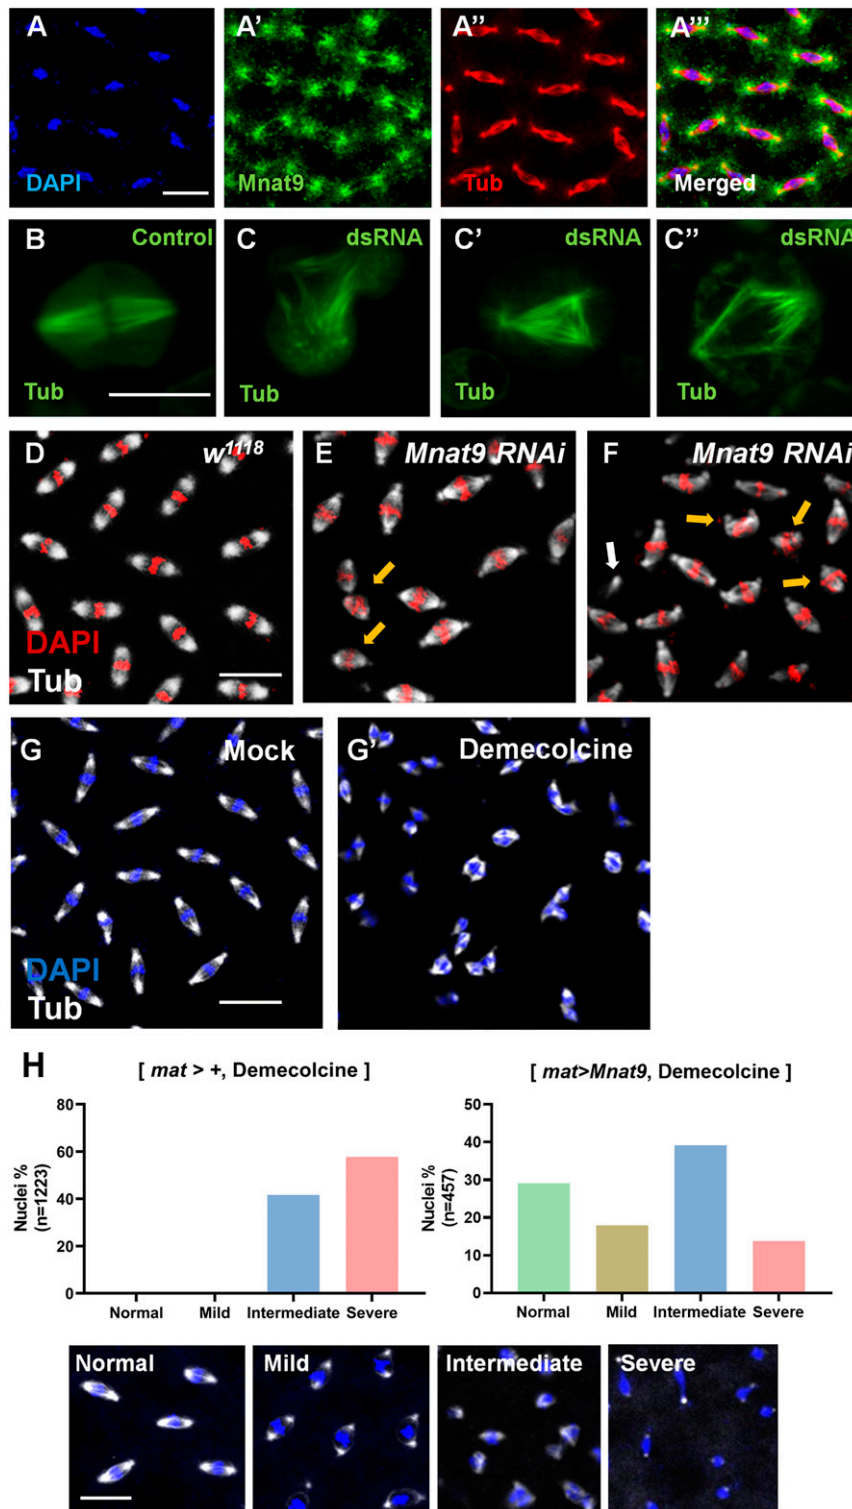 A
DAPI
A'
Mnat9
A''
Tub
A'''
Merged
B
Control
Tub
C
dsRNA
Tub
C'
dsRNA
Tub
C''
dsRNA
Tub
D
w1118
DAPI
Tub
E
Mnat9 RNAi
F
Mnat9 RNAi
G
Mock
DAPI
Tub
G'
Demecolcine
H
[ mat > +, Demecolcine ]
80
60
40
20
0
Nuclei %
(n=1223)
Normal Mild Intermediate Severe
[ mat>Mnat9, Demecolcine ]
50
40
30
20
10
0
Nuclei %
(n=457)
Normal Mild Intermediate Severe
Normal
Mild
Intermediate
Severe